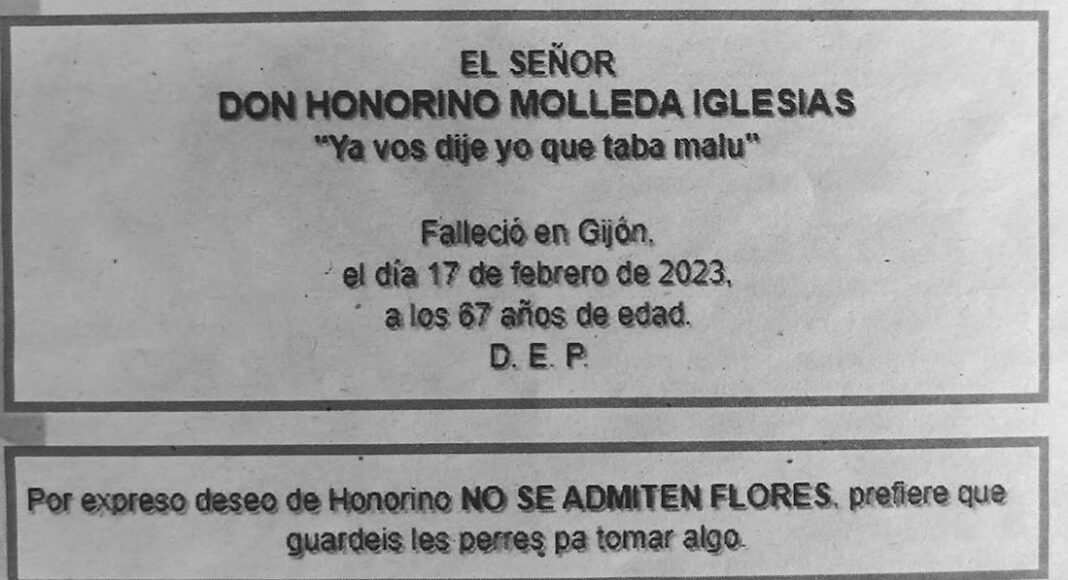 EL SEÑOR
DON HONORINO MOLLEDA IGLESIAS
"Ya vos dije yo que taba malu"
Falleció en Gijón,
el día 17 de febrero de 2023,
a los 67 años de edad.
D. E. P.
Por expreso deseo de Honorino NO SE ADMITEN FLORES, prefiere que
guardeis les perres pa tomar algo.